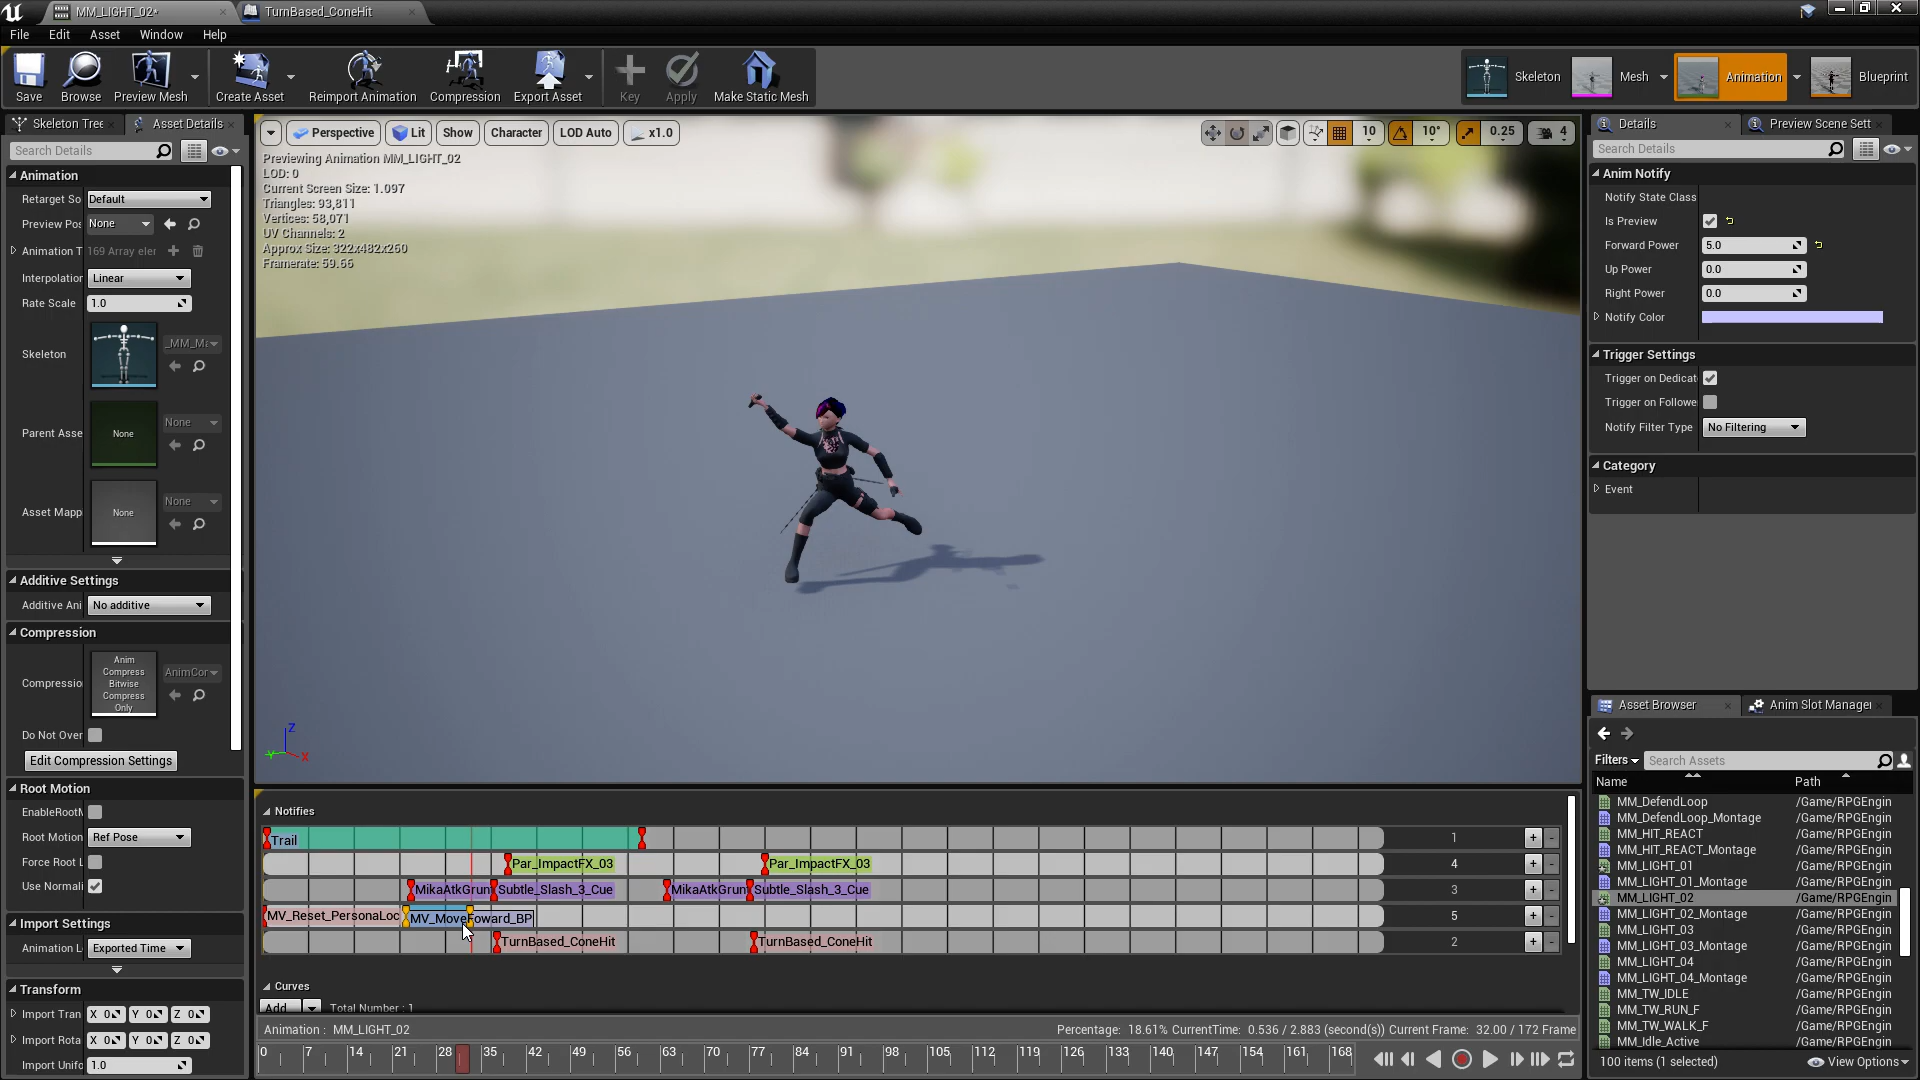 MM_LIGHT_02*
TurnBased_ConeHit
File Edit Asset Window Help
Save Browse Preview Mesh Create Asset Reimport Animation Compression Export Asset Key Apply Make Static Mesh
Skeleton Mesh Animation Blueprint
Skeleton Tree Asset Details
Search Details
Animation
Retarget So Default
Preview Pos None
Animation T 169 Array eler
Interpolation Linear
Rate Scale 1.0
Skeleton _MM_Ma
Parent Asse None None
Asset Mapp None None
Additive Settings
Additive Ani No additive
Compression
Compressio Anim Compress Bitwise Compress Only AnimCor
Do Not Over
Edit Compression Settings
Root Motion
EnableRootM
Root Motion Ref Pose
Force Root L
Use Normali
Import Settings
Animation L Exported Time
Transform
Import Tran X 0 Y 0 Z 0
Import Rota X 0 Y 0 Z 0
Import Unifo 1.0
Perspective Lit Show Character LOD Auto x1.0
10 10° 0.25 4
Previewing Animation MM_LIGHT_02
LOD: 0
Current Screen Size: 1.097
Triangles: 93,811
Vertices: 58,071
UV Channels: 2
Approx Size: 322x482x260
Framerate: 59.66
Z
Y X
Notifies
Trail 1
Par_ImpactFX_03 Par_ImpactFX_03 4
MikaAtkGrun Subtle_Slash_3_Cue MikaAtkGrun Subtle_Slash_3_Cue 3
MV_Reset_PersonaLoc MV_MoveFoward_BP 5
TurnBased_ConeHit TurnBased_ConeHit 2
Curves
Add Total Number : 1
Animation : MM_LIGHT_02 Percentage: 18.61% CurrentTime: 0.536 / 2.883 (second(s)) Current Frame: 32.00 / 172 Frame
0 7 14 21 28 35 42 49 56 63 70 77 84 91 98 105 112 119 126 133 140 147 154 161 168
Details Preview Scene Sett
Search Details
Anim Notify
Notify State Class
Is Preview
Forward Power 5.0
Up Power 0.0
Right Power 0.0
Notify Color
Trigger Settings
Trigger on Dedicat
Trigger on Followe
Notify Filter Type No Filtering
Category
Event
Asset Browser Anim Slot Manager
Filters Search Assets
Name Path
MM_DefendLoop /Game/RPGEngin
MM_DefendLoop_Montage /Game/RPGEngin
MM_HIT_REACT /Game/RPGEngin
MM_HIT_REACT_Montage /Game/RPGEngin
MM_LIGHT_01 /Game/RPGEngin
MM_LIGHT_01_Montage /Game/RPGEngin
MM_LIGHT_02 /Game/RPGEngin
MM_LIGHT_02_Montage /Game/RPGEngin
MM_LIGHT_03 /Game/RPGEngin
MM_LIGHT_03_Montage /Game/RPGEngin
MM_LIGHT_04 /Game/RPGEngin
MM_LIGHT_04_Montage /Game/RPGEngin
MM_TW_IDLE /Game/RPGEngin
MM_TW_RUN_F /Game/RPGEngin
MM_TW_WALK_F /Game/RPGEngin
MM_Idle_Active /Game/RPGEngin
100 items (1 selected) View Options